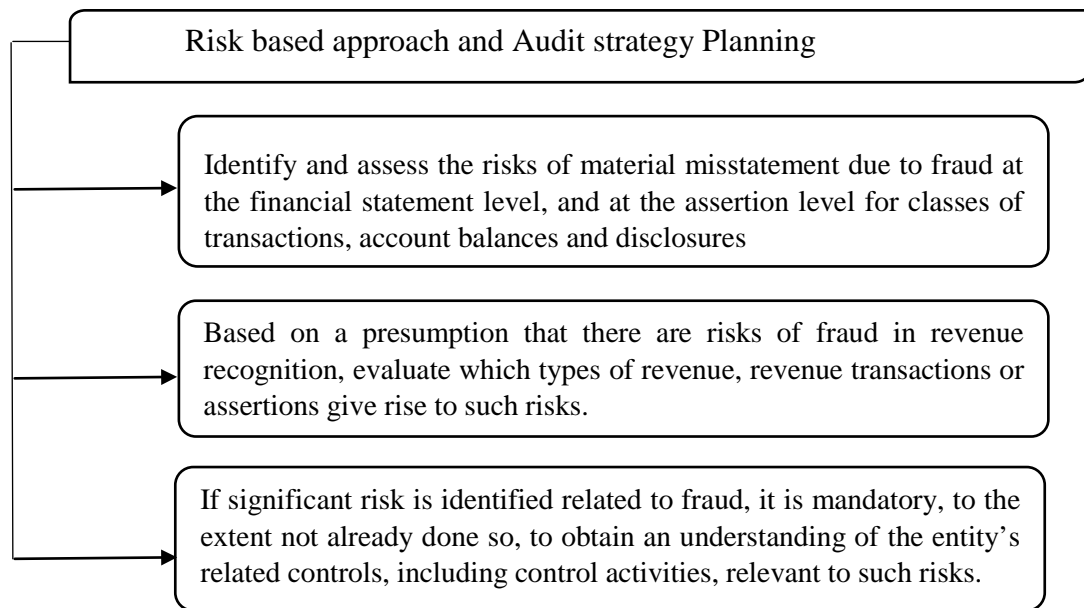 Risk based approach and Audit strategy Planning
Identify and assess the risks of material misstatement due to fraud at
the financial statement level, and at the assertion level for classes of
transactions, account balances and disclosures
Based on a presumption that there are risks of fraud in revenue
recognition, evaluate which types of revenue, revenue transactions or
assertions give rise to such risks.
If significant risk is identified related to fraud, it is mandatory, to the
extent not already done so, to obtain an understanding of the entity’s
related controls, including control activities, relevant to such risks.